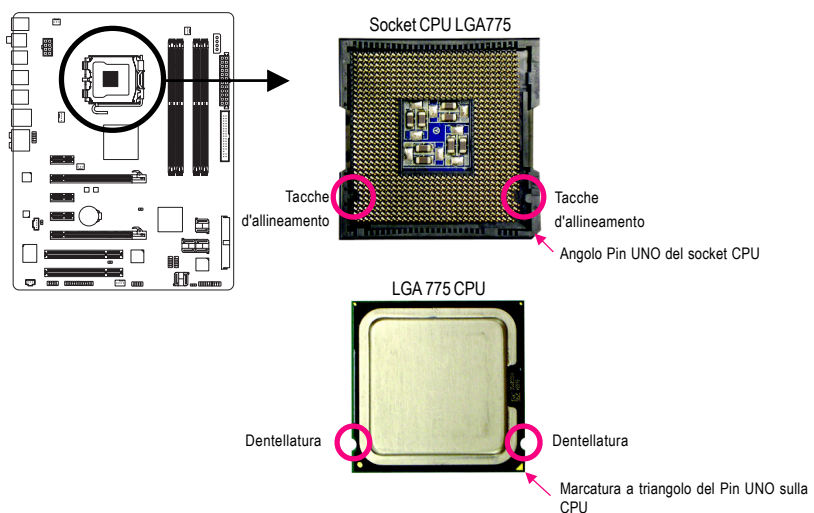 Socket CPU LGA775
Tacche
d'allineamento
Tacche
d'allineamento
Angolo Pin UNO del socket CPU
LGA 775 CPU
Dentellatura
Dentellatura
Marcatura a triangolo del Pin UNO sulla
CPU